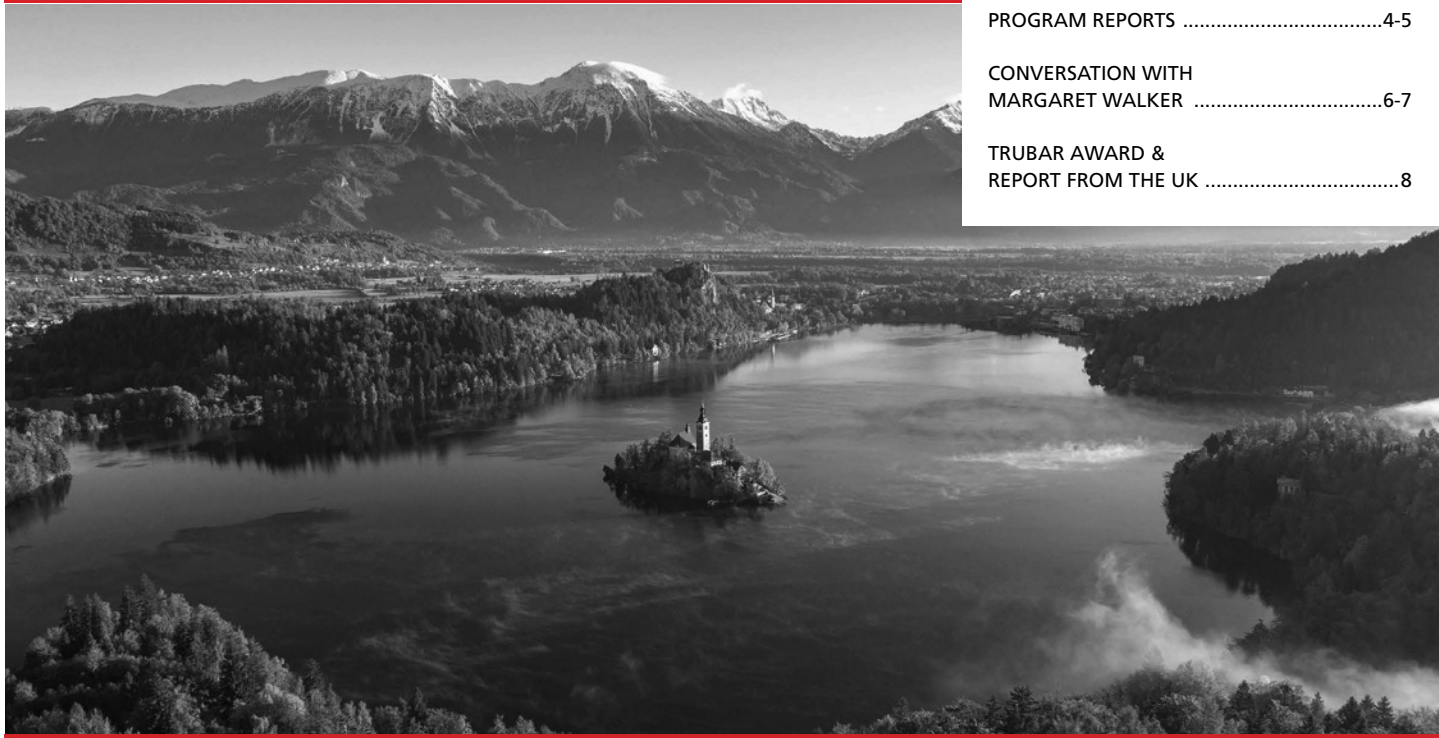 PROGRAM REPORTS .....................................4-5
CONVERSATION WITH
MARGARET WALKER ...................................6-7
TRUBAR AWARD &
REPORT FROM THE UK ....................................8